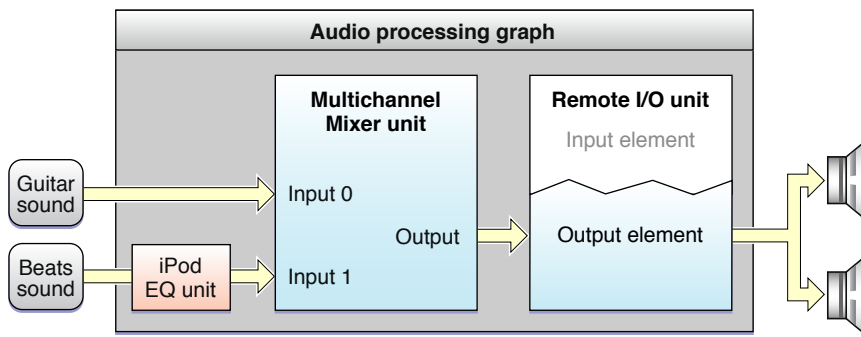 Audio processing graph
Multichannel
Mixer unit
Remote I/O unit
Input element
Guitar
sound
Input 0
Output
Output element
Beats
sound
iPod
EQ unit
Input 1